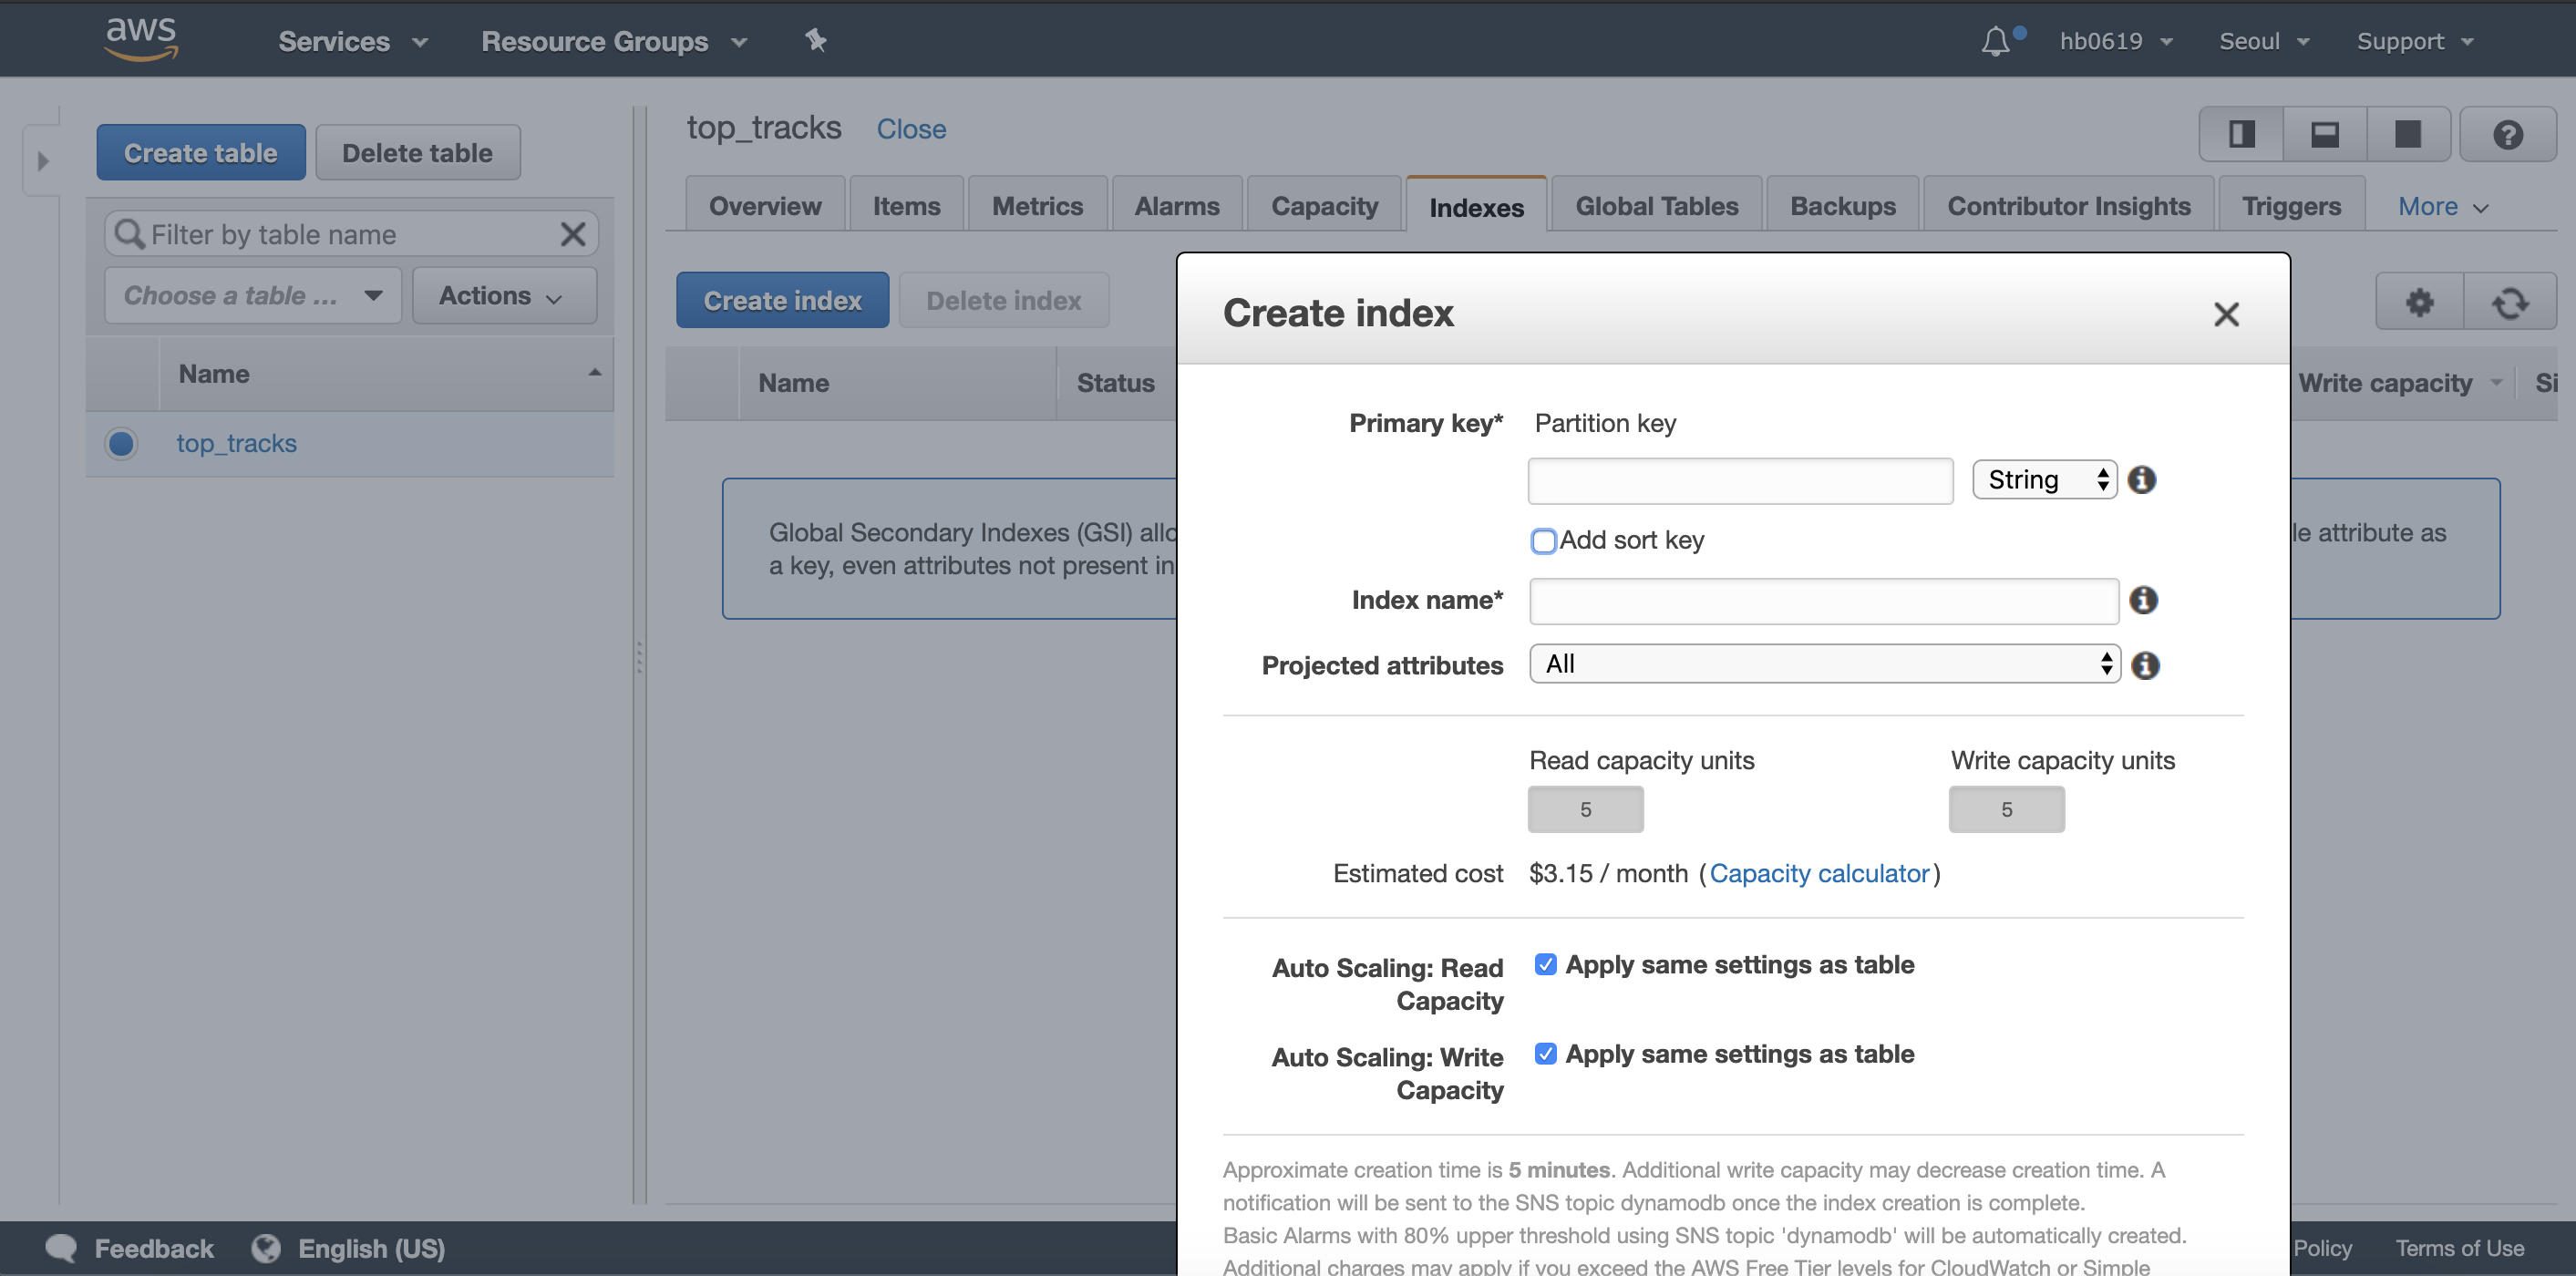 aws
Services
Resource Groups
hb0619
Seoul
Support
Create table
Delete table
Filter by table name
Choose a table ...
Actions
Name
top_tracks
top_tracks
Close
Overview
Items
Metrics
Alarms
Capacity
Indexes
Global Tables
Backups
Contributor Insights
Triggers
More
Create index
Delete index
Name
Status
Write capacity
Si
Global Secondary Indexes (GSI) allo
a key, even attributes not present in
le attribute as
Create index
Primary key* Partition key
String
Add sort key
Index name*
Projected attributes All
Read capacity units
Write capacity units
5
5
Estimated cost $3.15 / month (Capacity calculator)
Auto Scaling: Read
Capacity
Apply same settings as table
Auto Scaling: Write
Capacity
Apply same settings as table
Approximate creation time is 5 minutes. Additional write capacity may decrease creation time. A
notification will be sent to the SNS topic dynamodb once the index creation is complete.
Basic Alarms with 80% upper threshold using SNS topic 'dynamodb' will be automatically created.
Additional charges may apply if you exceed the AWS Free Tier levels for CloudWatch or Simple
Feedback
English (US)
Policy
Terms of Use